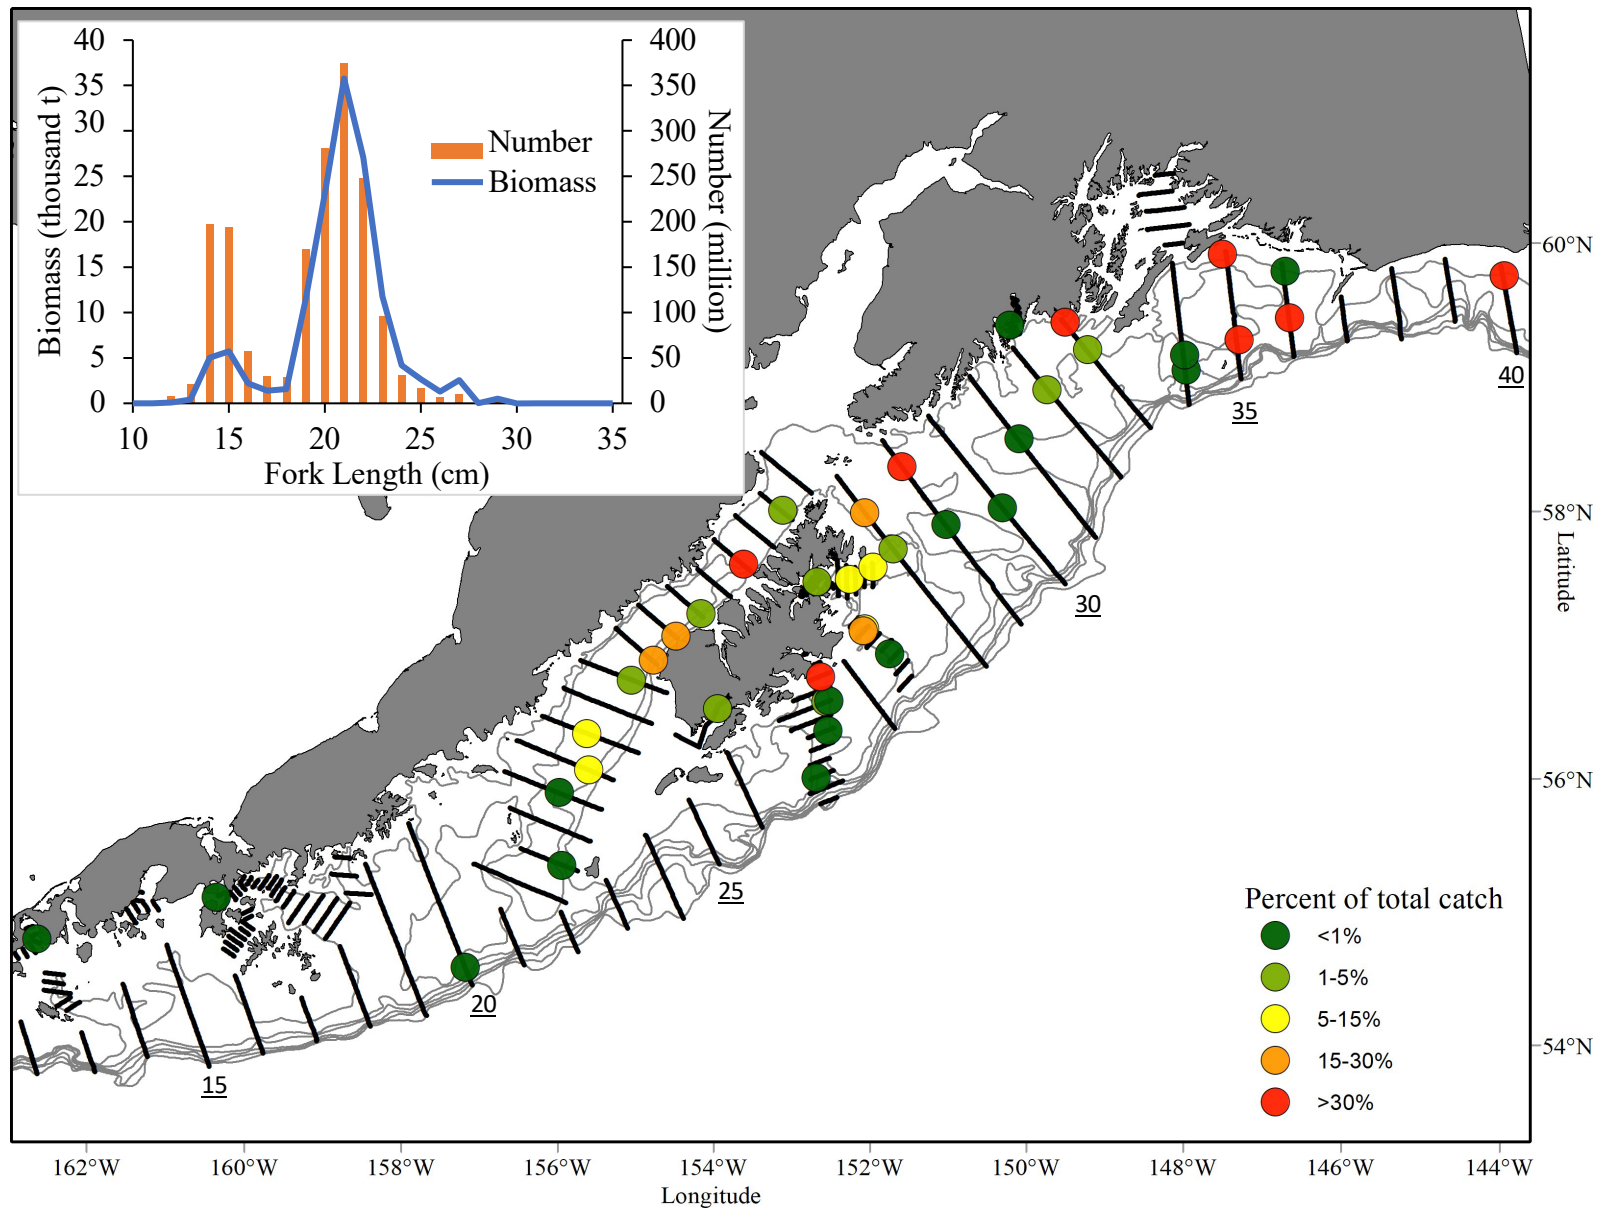 40
35
30
25
20
15
10
5
0
Biomass (thousand t)
400
350
300
250
200
150
100
50
0
Number (million)
Number
Biomass
10 15 20 25 30 35
Fork Length (cm)
60°N
58°N
56°N
54°N
Latitude
40
35
30
25
20
15
Percent of total catch
<1%
1-5%
5-15%
15-30%
>30%
162°W 160°W 158°W 156°W 154°W 152°W 150°W 148°W 146°W 144°W
Longitude